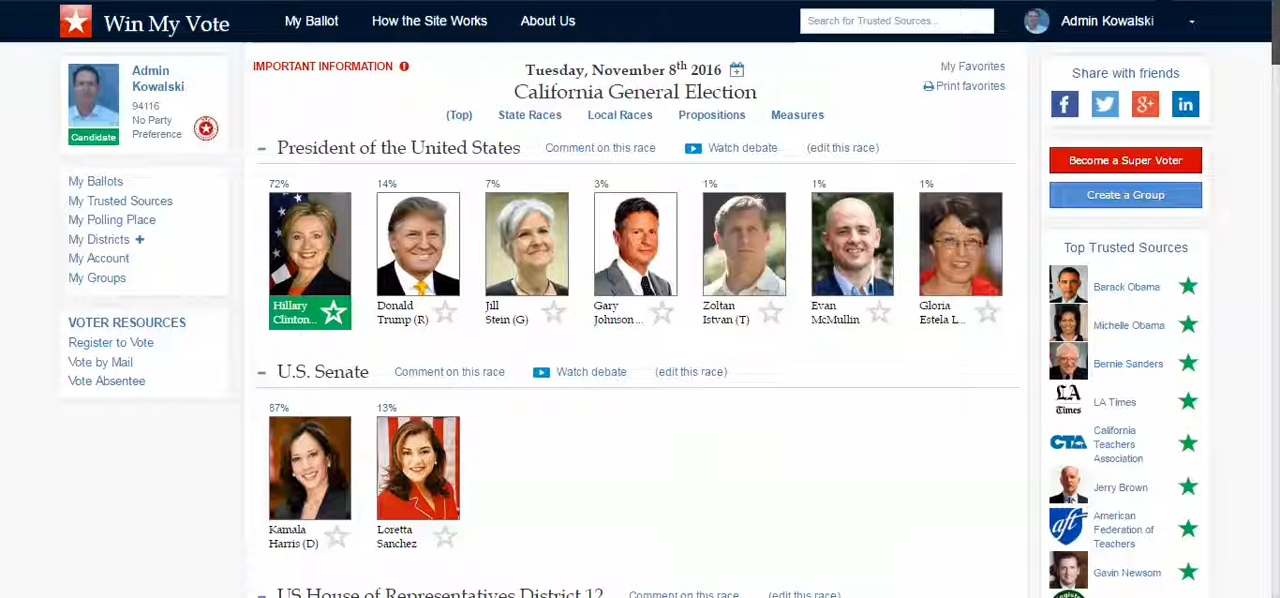 Win My Vote
My Ballot
How the Site Works
About Us
Search for Trusted Sources...
Admin Kowalski
Admin
Kowalski
94116
No Party
Preference
Candidate
My Ballots
My Trusted Sources
My Polling Place
My Districts +
My Account
My Groups
VOTER RESOURCES
Register to Vote
Vote by Mail
Vote Absentee
IMPORTANT INFORMATION
Tuesday, November 8th 2016
California General Election
My Favorites
Print favorites
(Top)
State Races
Local Races
Propositions
Measures
– President of the United States
Comment on this race
Watch debate
(edit this race)
72%
14%
7%
3%
1%
1%
1%
Hillary
Clinton...
Donald
Trump (R)
Jill
Stein (G)
Gary
Johnson ...
Zoltan
Istvan (T)
Evan
McMullin
Gloria
Estela L...
– U.S. Senate
Comment on this race
Watch debate
(edit this race)
87%
13%
Kamala
Harris (D)
Loretta
Sanchez
– US House of Representatives District 12
Comment on this race
(edit this race)
Share with friends
f
g+
in
Become a Super Voter
Create a Group
Top Trusted Sources
Barack Obama
Michelle Obama
Bernie Sanders
LA
Times
LA Times
CTA
California
Teachers
Association
Jerry Brown
aft
American
Federation of
Teachers
Gavin Newsom